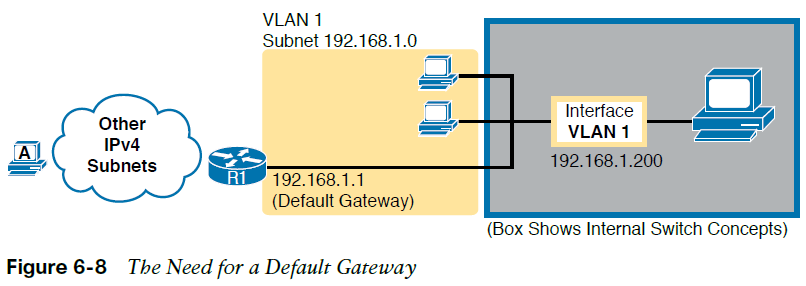 VLAN 1
Subnet 192.168.1.0
Other
IPv4
Subnets
A
R1
192.168.1.1
(Default Gateway)
Interface
VLAN 1
192.168.1.200
(Box Shows Internal Switch Concepts)
Figure 6-8 The Need for a Default Gateway